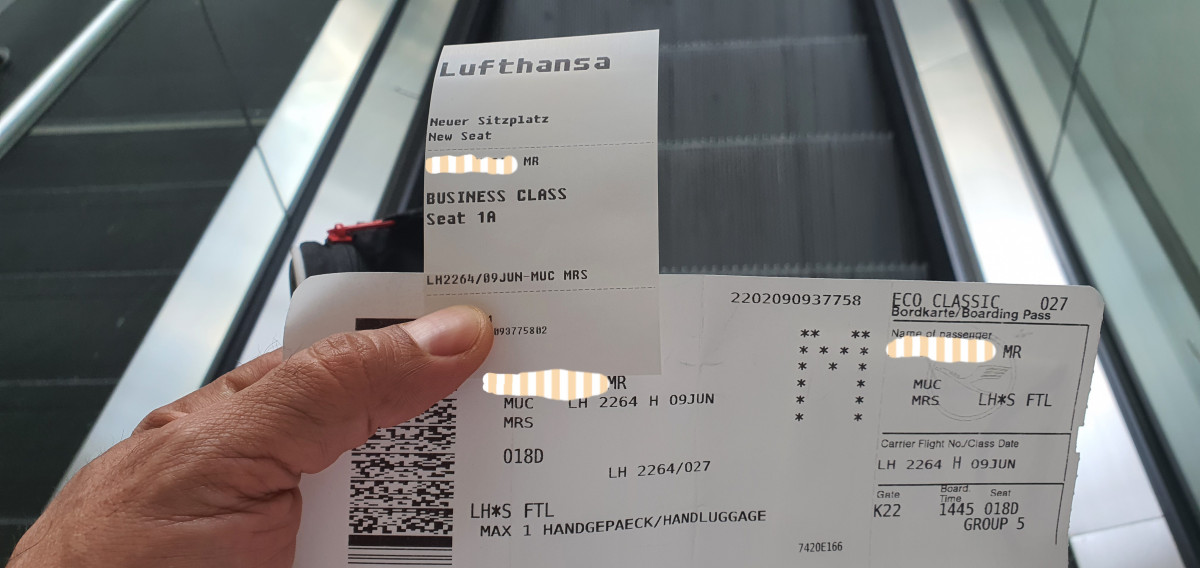 Lufthansa
Neuer Sitzplatz
New Seat
MR
BUSINESS CLASS
Seat 1A
LH2264/09JUN-MUC MRS
093775802
2202090937758
MR
MUC LH 2264 H 09JUN
MRS
018D
LH 2264/027
LH*S FTL
MAX 1 HANDGEPAECK/HANDLUGGAGE
7420E166
ECO CLASSIC 027
Bordkarte/Boarding Pass
Name of passenger
MR
MUC
MRS LH*S FTL
Carrier Flight No./Class Date
LH 2264 H 09JUN
Gate Board. Time Seat
K22 1445 018D
GROUP 5